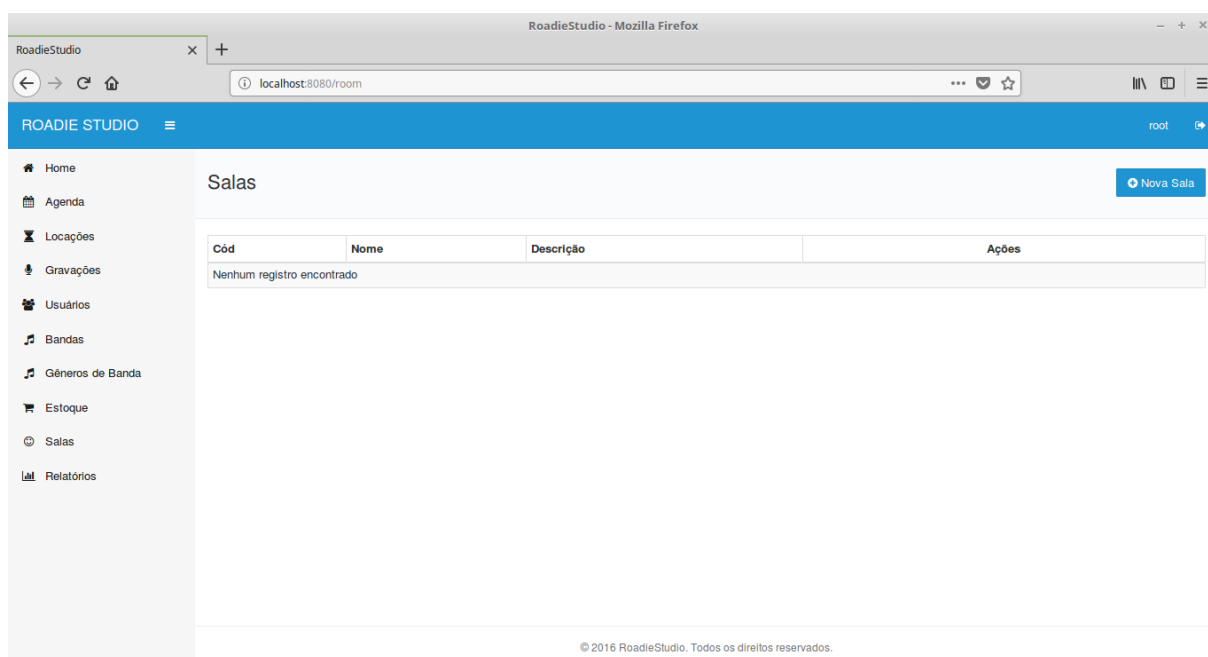 RoadieStudio - Mozilla Firefox
RoadieStudio
localhost:8080/room
ROADIE STUDIO
root
Home
Agenda
Locações
Gravações
Usuários
Bandas
Gêneros de Banda
Estoque
Salas
Relatórios
Salas
Nova Sala
Cód Nome Descrição Ações
Nenhum registro encontrado
© 2016 RoadieStudio. Todos os direitos reservados.